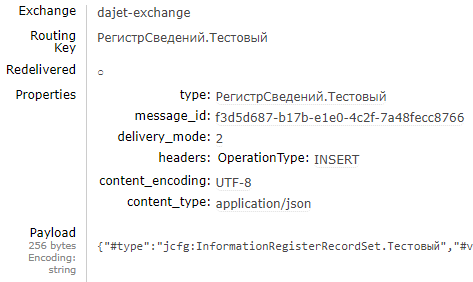 Exchange dajet-exchange
Routing Key РегистрСведений.Тестовый
Redelivered ○
Properties type: РегистрСведений.Тестовый
message_id: f3d5d687-b17b-e1e0-4c2f-7a48fecc8766
delivery_mode: 2
headers: OperationType: INSERT
content_encoding: UTF-8
content_type: application/json
Payload
256 bytes
Encoding: string
{"#type":"jcfg:InformationRegisterRecordSet.Тестовый","#v